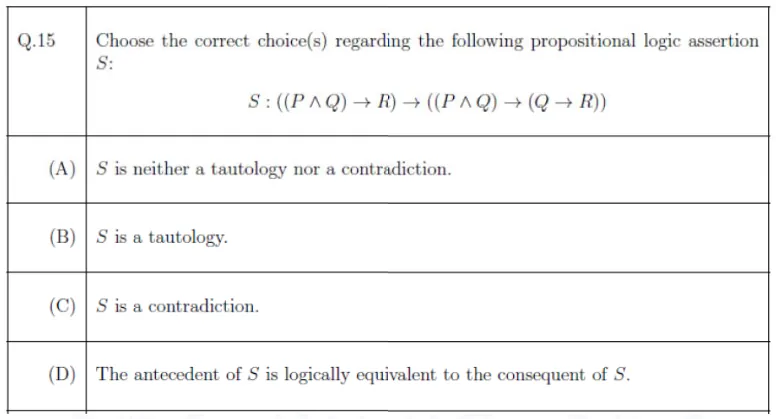 Q.15 Choose the correct choice(s) regarding the following propositional logic assertion
S:
S : ((P ∧ Q) → R) → ((P ∧ Q) → (Q → R))
(A) S is neither a tautology nor a contradiction.
(B) S is a tautology.
(C) S is a contradiction.
(D) The antecedent of S is logically equivalent to the consequent of S.